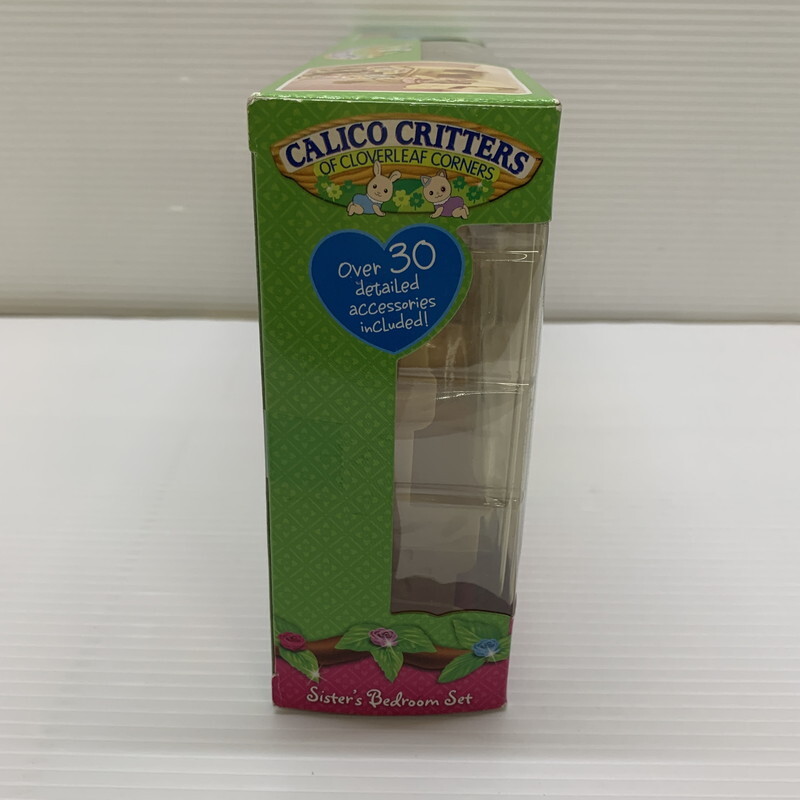 CALICO CRITTERS
OF CLOVERLEAF CORNERS
Over 30
detailed
accessories
included!
Sister's Bedroom Set